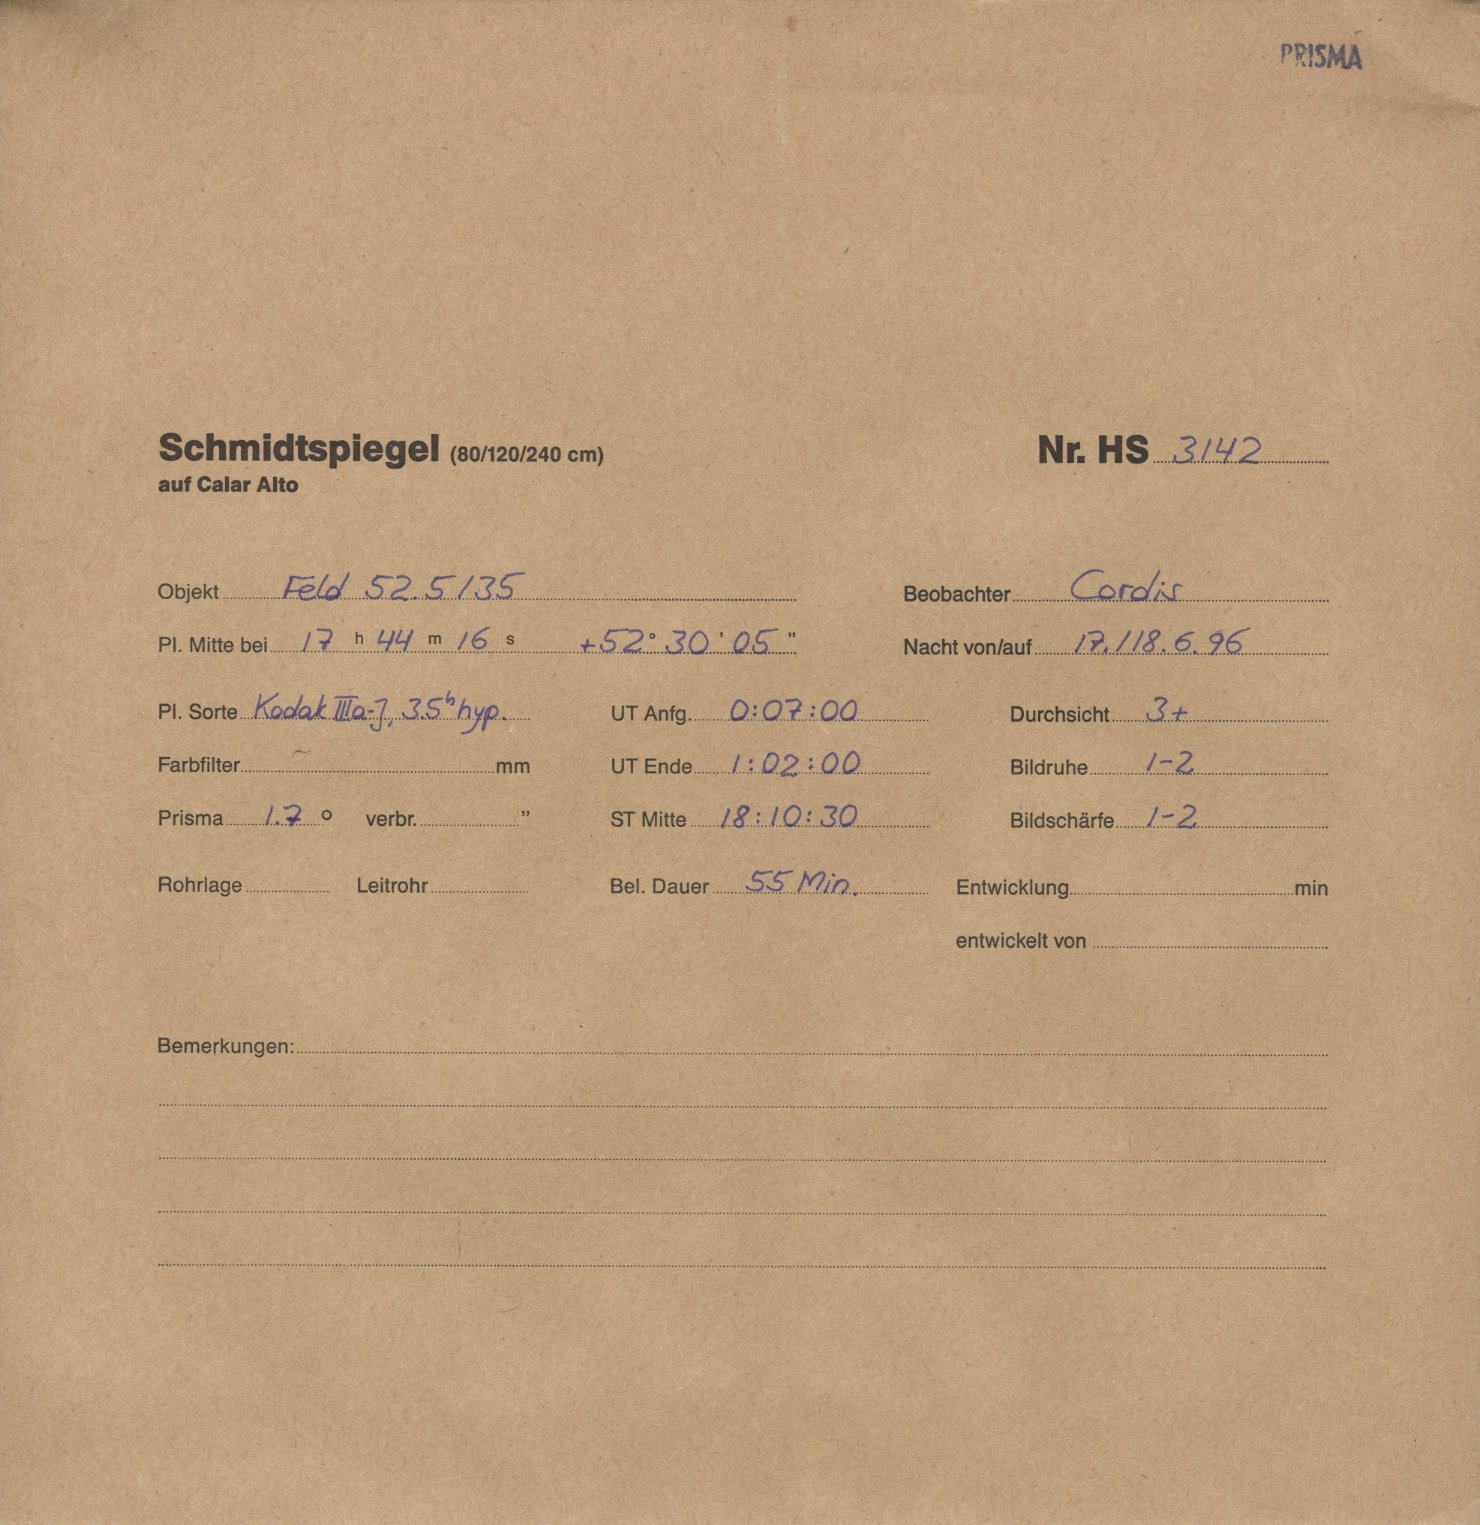 PRISMA
Schmidtspiegel (80/120/240 cm) Nr. HS 3142
auf Calar Alto
Objekt Feld 52.5/35 Beobachter Cordis
Pl. Mitte bei 17 h 44 m 16 s +52° 30' 05" Nacht von/auf 17./18.6.96
Pl. Sorte Kodak IIIa-J, 3.5h hyp. UT Anfg. 0:07:00 Durchsicht 3+
Farbfilter ~ mm UT Ende 1:02:00 Bildruhe 1-2
Prisma 1.7 ° verbr. " ST Mitte 18:10:30 Bildschärfe 1-2
Rohrlage Leitrohr Bel. Dauer 55 Min. Entwicklung min
entwickelt von
Bemerkungen: